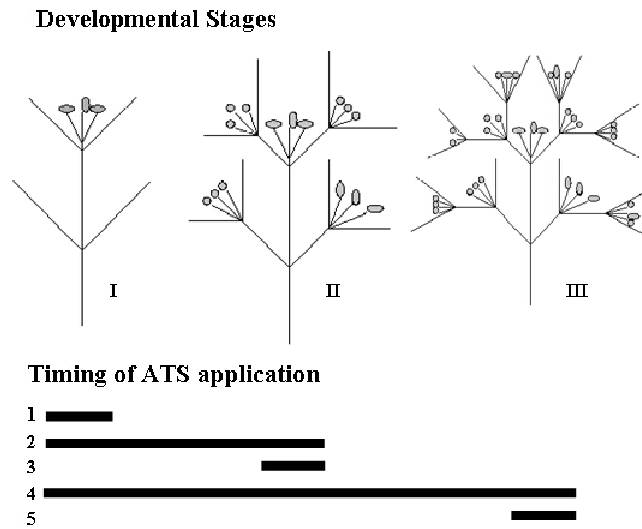 Developmental Stages
I
II
III
Timing of ATS application
1
2
3
4
5